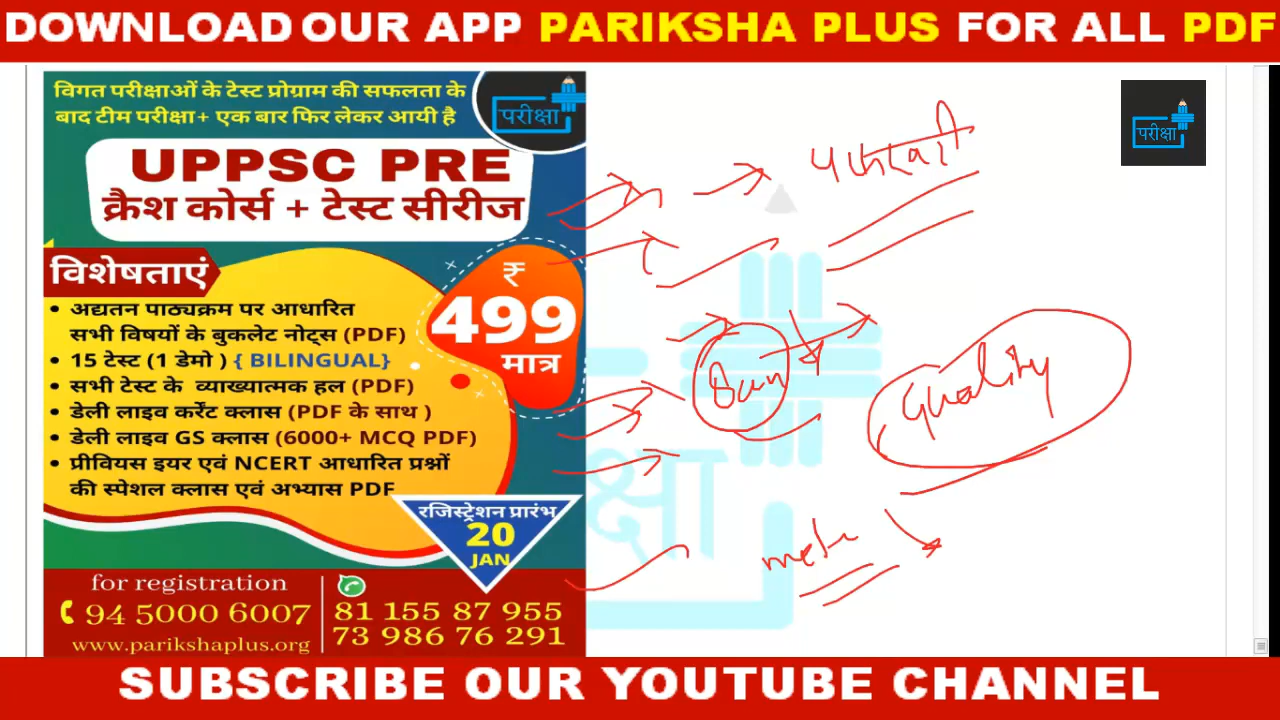 DOWNLOAD OUR APP PARIKSHA PLUS FOR ALL PDF
विगत परीक्षाओं के टेस्ट प्रोग्राम की सफलता के
बाद टीम परीक्षा+ एक बार फिर लेकर आयी है
परीक्षा
UPPSC PRE
क्रैश कोर्स + टेस्ट सीरीज
विशेषताएं
₹
499
मात्र
• अद्यतन पाठ्यक्रम पर आधारित
सभी विषयों के बुकलेट नोट्स (PDF)
• 15 टेस्ट (1 डेमो ) { BILINGUAL}
• सभी टेस्ट के व्याख्यात्मक हल (PDF)
• डेली लाइव करेंट क्लास (PDF के साथ )
• डेली लाइव GS क्लास (6000+ MCQ PDF)
• प्रीवियस इयर एवं NCERT आधारित प्रश्नों
की स्पेशल क्लास एवं अभ्यास PDF
रजिस्ट्रेशन प्रारंभ
20
JAN
for registration
94 5000 6007
www.parikshaplus.org
81 155 87 955
73 986 76 291
परीक्षा
Quality
SUBSCRIBE OUR YOUTUBE CHANNEL